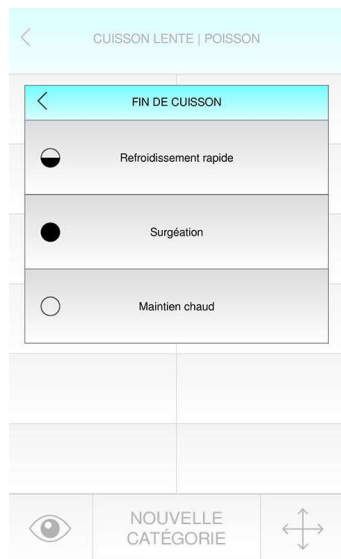 CUISSON LENTE | POISSON
FIN DE CUISSON
Refroidissement rapide
Surgéation
Maintien chaud
NOUVELLE
CATÉGORIE